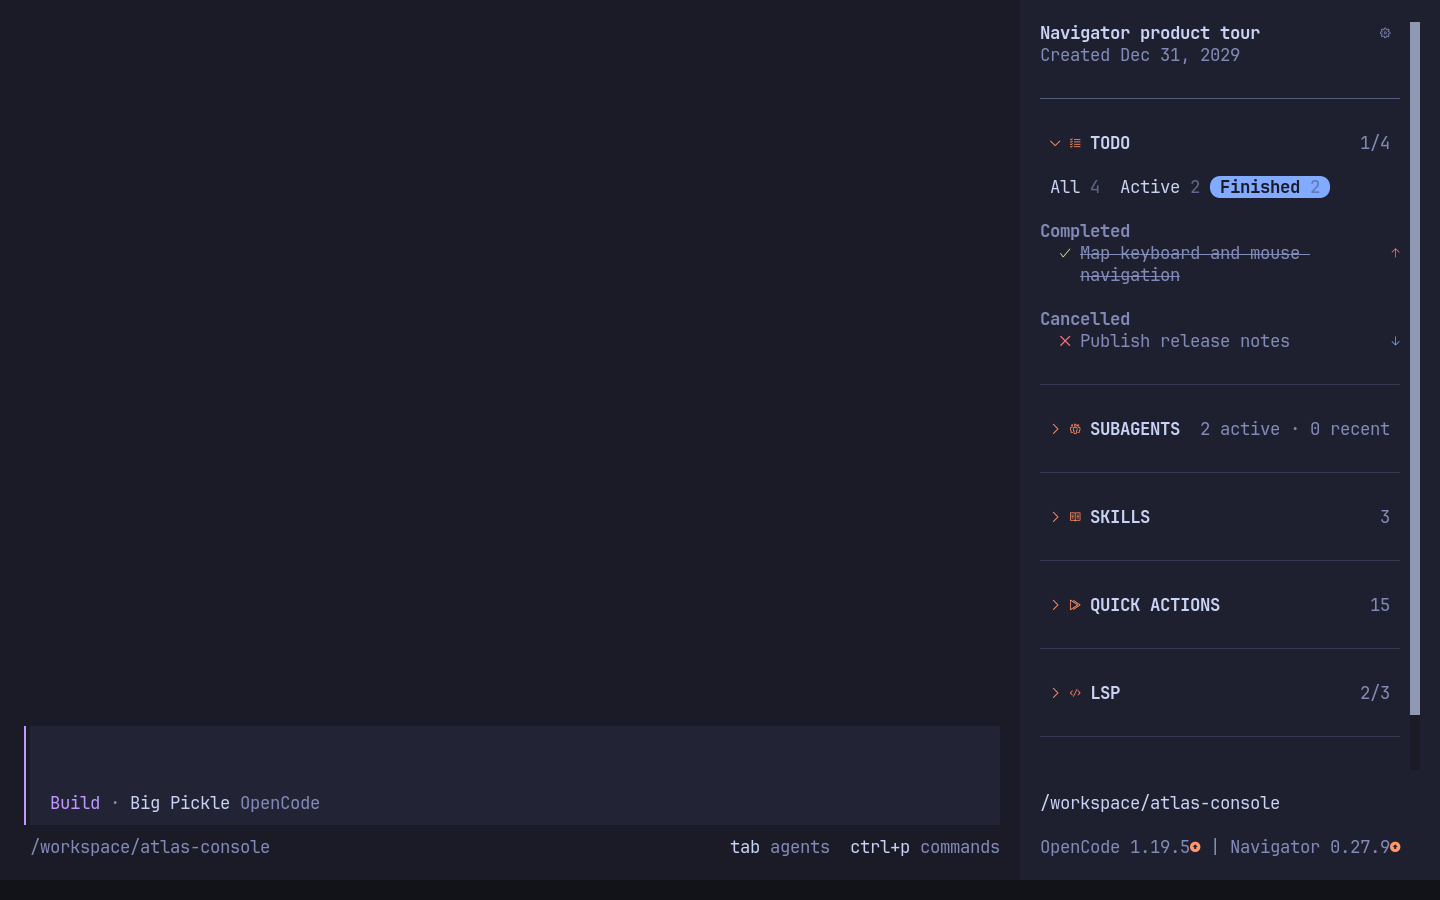 Navigator product tour
Created Dec 31, 2029
TODO 1/4
All 4 Active 2 Finished 2
Completed
✓ Map keyboard and mouse ↑
navigation
Cancelled
✕ Publish release notes ↓
SUBAGENTS 2 active · 0 recent
SKILLS 3
QUICK ACTIONS 15
LSP 2/3
Build · Big Pickle OpenCode
/workspace/atlas-console
tab agents ctrl+p commands
/workspace/atlas-console
OpenCode 1.19.5 | Navigator 0.27.9